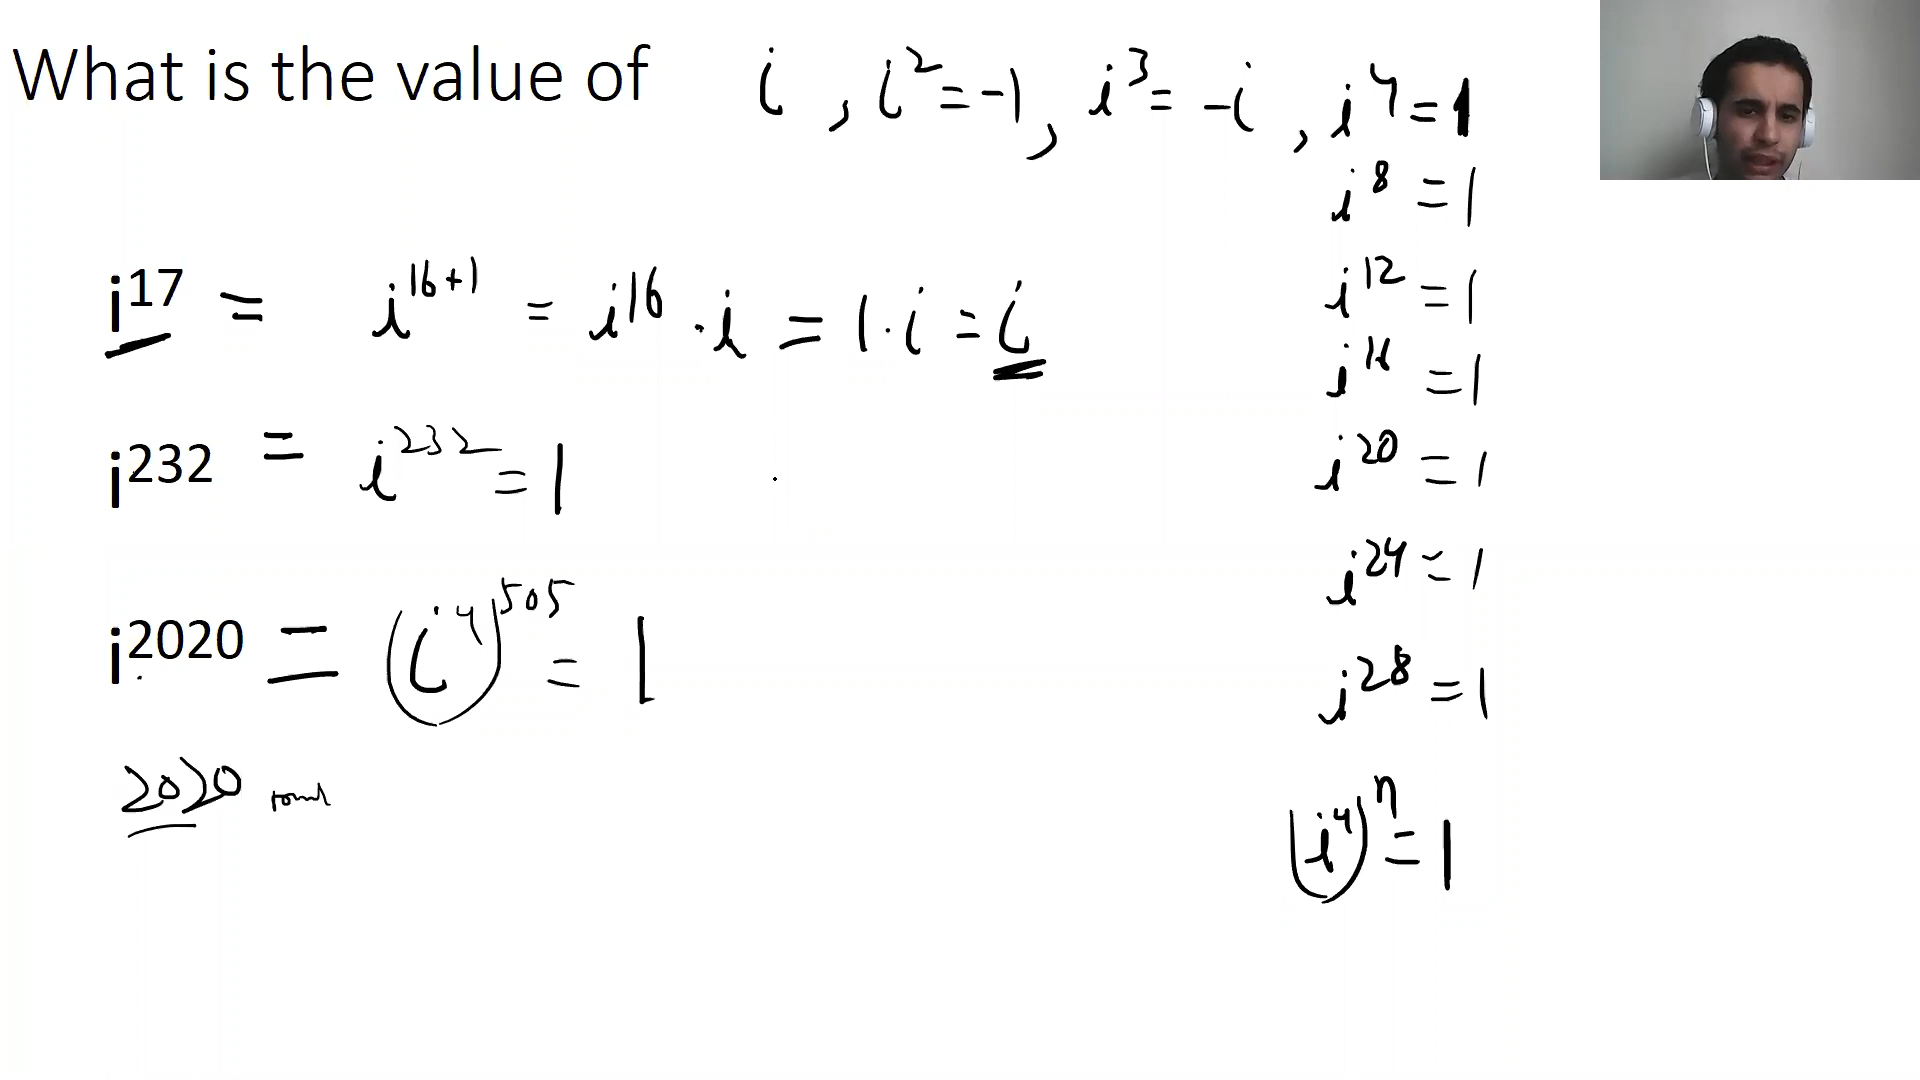 What is the value of i , i² = -1 , i³ = -i , i⁴ = 1
i⁸ = 1
i¹⁷ = i¹⁶⁺¹ = i¹⁶ · i = 1 · i = i
i¹² = 1
i¹⁶ = 1
i²³² = i²³² = 1
i²⁰ = 1
i²⁴ = 1
i²⁰²⁰ = (i⁴)⁵⁰⁵ = 1
i²⁸ = 1
2020
(i⁴)ⁿ = 1